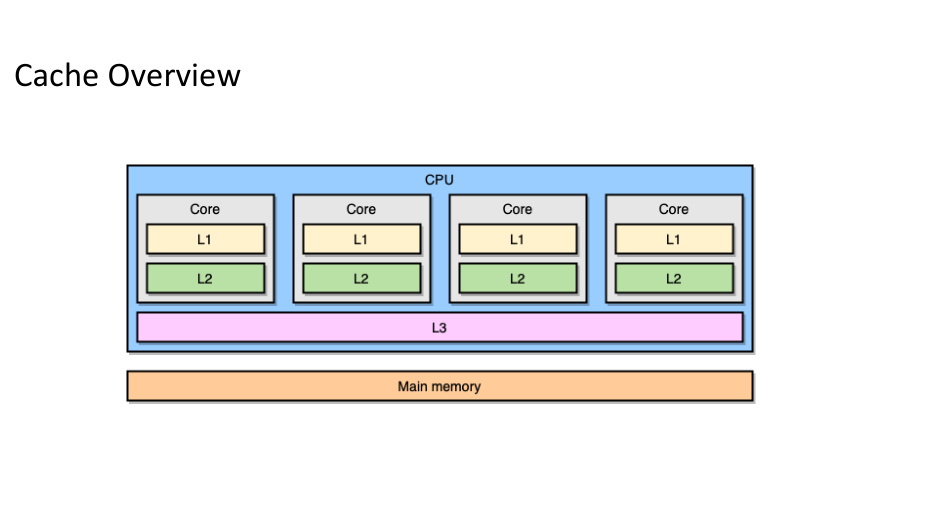 Cache Overview
CPU
Core Core Core Core
L1 L1 L1 L1
L2 L2 L2 L2
L3
Main memory